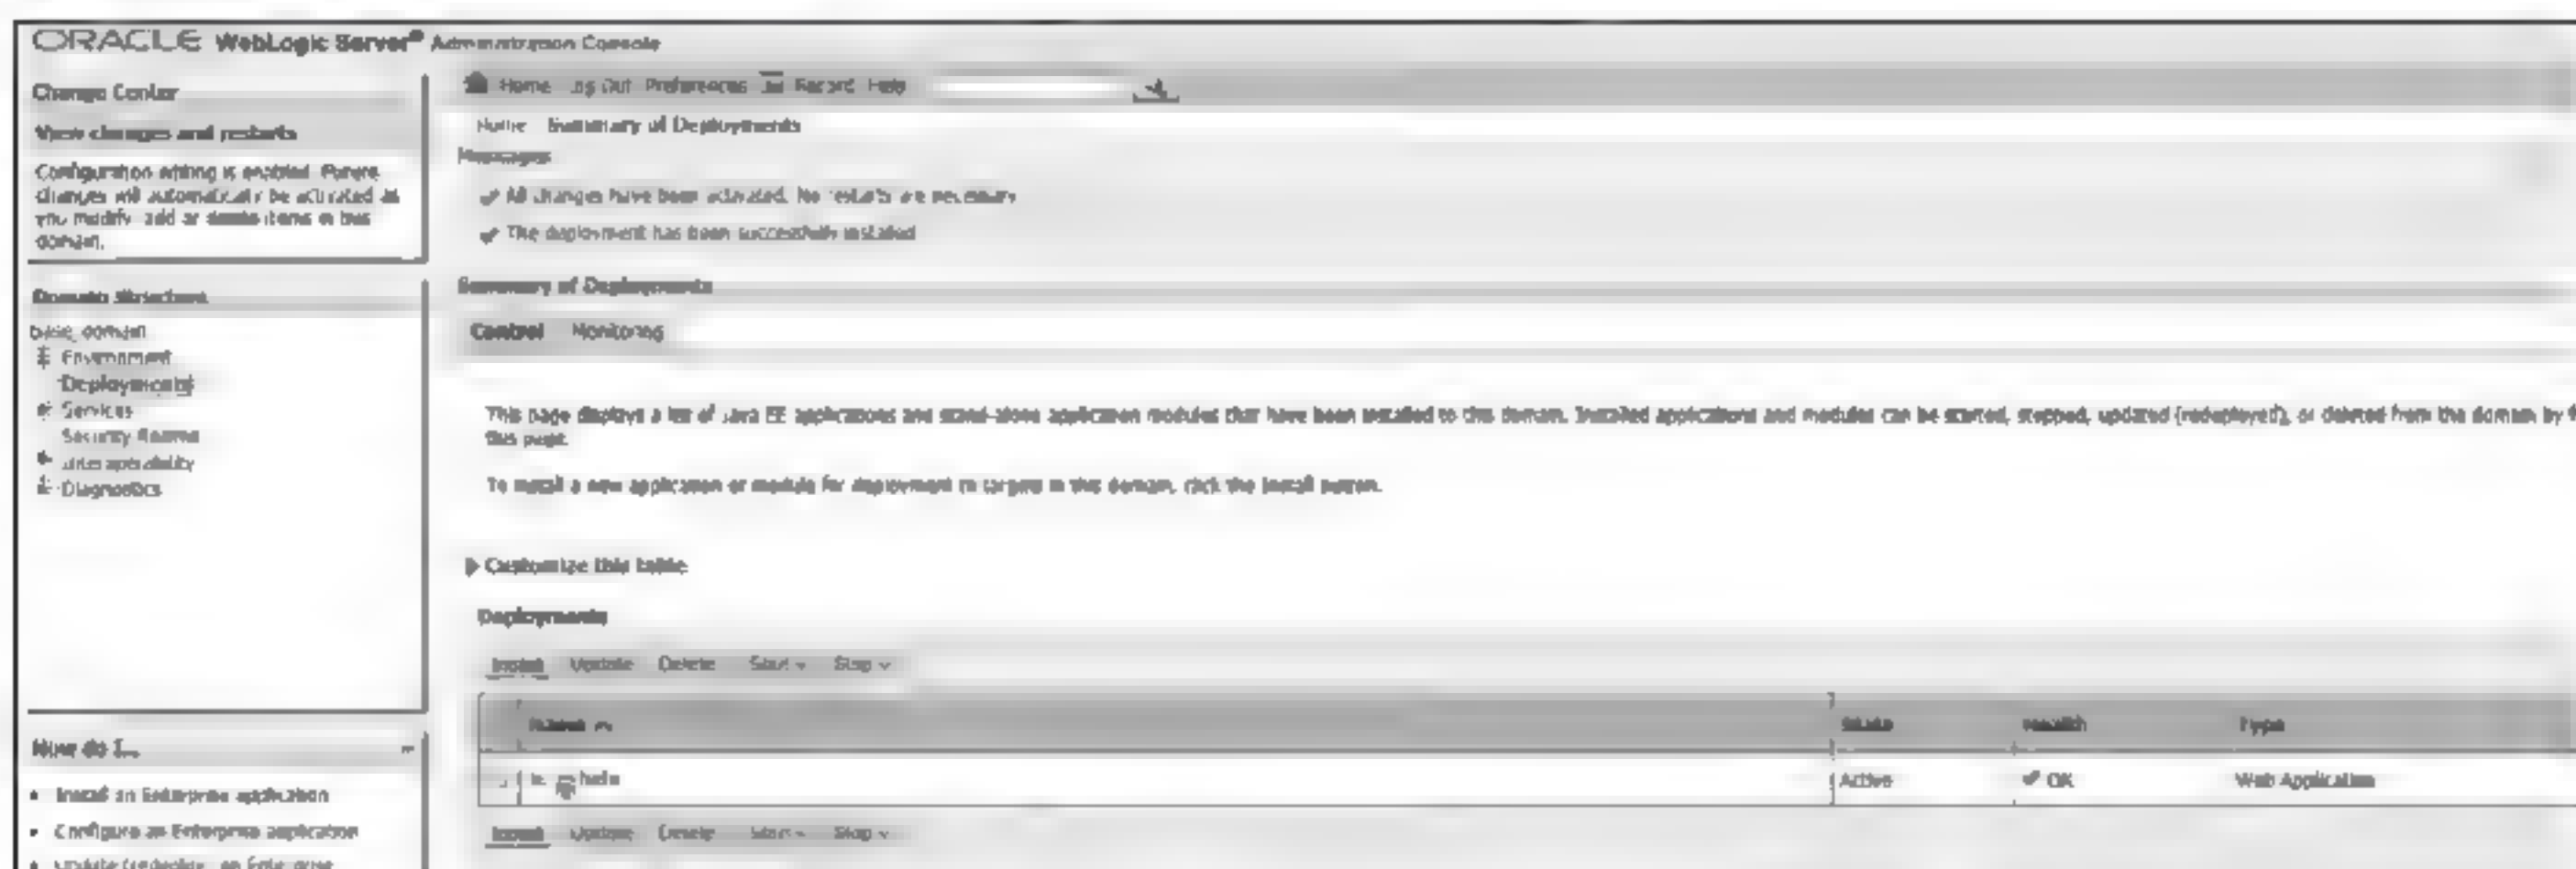 ORACLE WebLogic Server® Administration Console
Change Center
View changes and restarts
Configuration editing is enabled. Future
changes will automatically be activated as
you modify, add or delete items in this
domain.
Domain Structure
base_domain
Environment
Deployments
Services
Security Realms
Interoperability
Diagnostics
How do I...
Install an Enterprise application
Configure an Enterprise application
Update (redeploy) an Enterprise
Home Log Out Preferences Record Help
Home Summary of Deployments
Messages
All changes have been activated. No restarts are necessary.
The deployment has been successfully installed.
Summary of Deployments
Control Monitoring
This page displays a list of Java EE applications and stand-alone application modules that have been installed to this domain. Installed applications and modules can be started, stopped, updated (redeployed), or deleted from the domain by
this page.
To install a new application or module for deployment to targets in this domain, click the Install button.
Customize this table
Deployments
Install Update Delete Start Stop
Name State Health Type
Active OK Web Application
Install Update Delete Start Stop